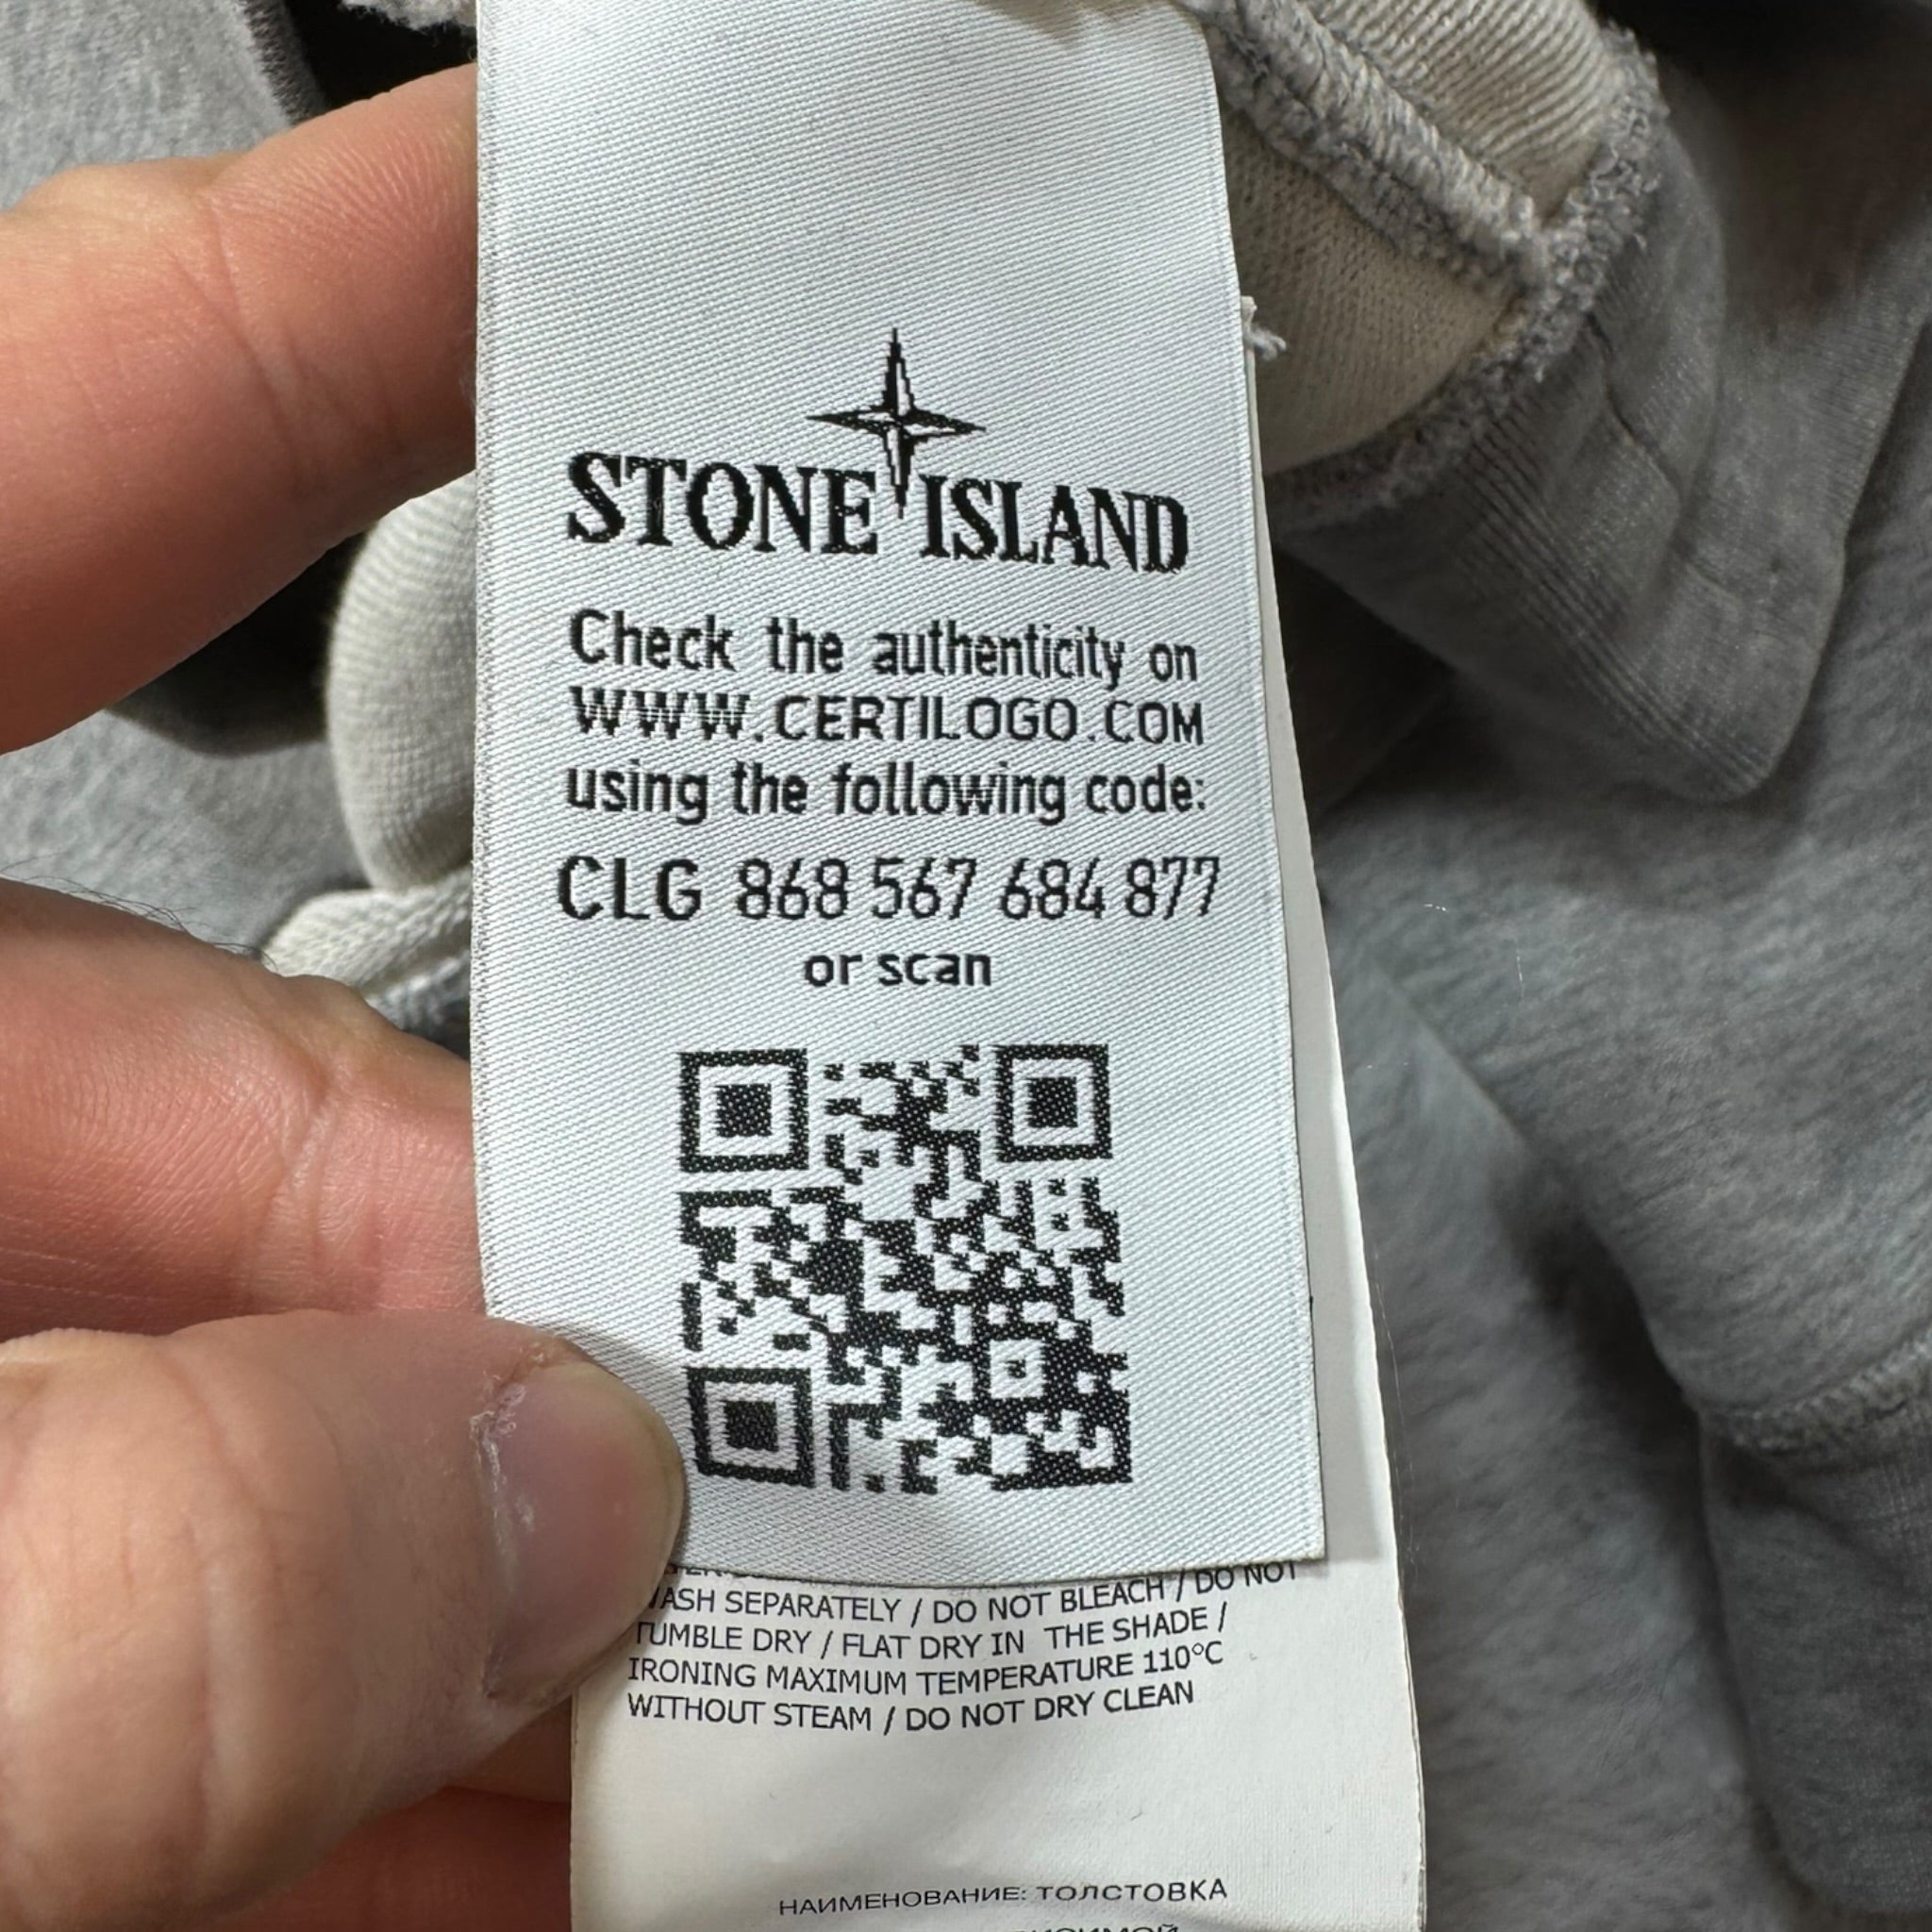 STONE ISLAND
Check the authenticity on
WWW.CERTILOGO.COM
using the following code:
CLG 868 567 684 877
or scan
WASH SEPARATELY / DO NOT BLEACH / DO NOT
TUMBLE DRY / FLAT DRY IN THE SHADE /
IRONING MAXIMUM TEMPERATURE 110°C
WITHOUT STEAM / DO NOT DRY CLEAN
НАИМЕНОВАНИЕ: ТОЛСТОВКА